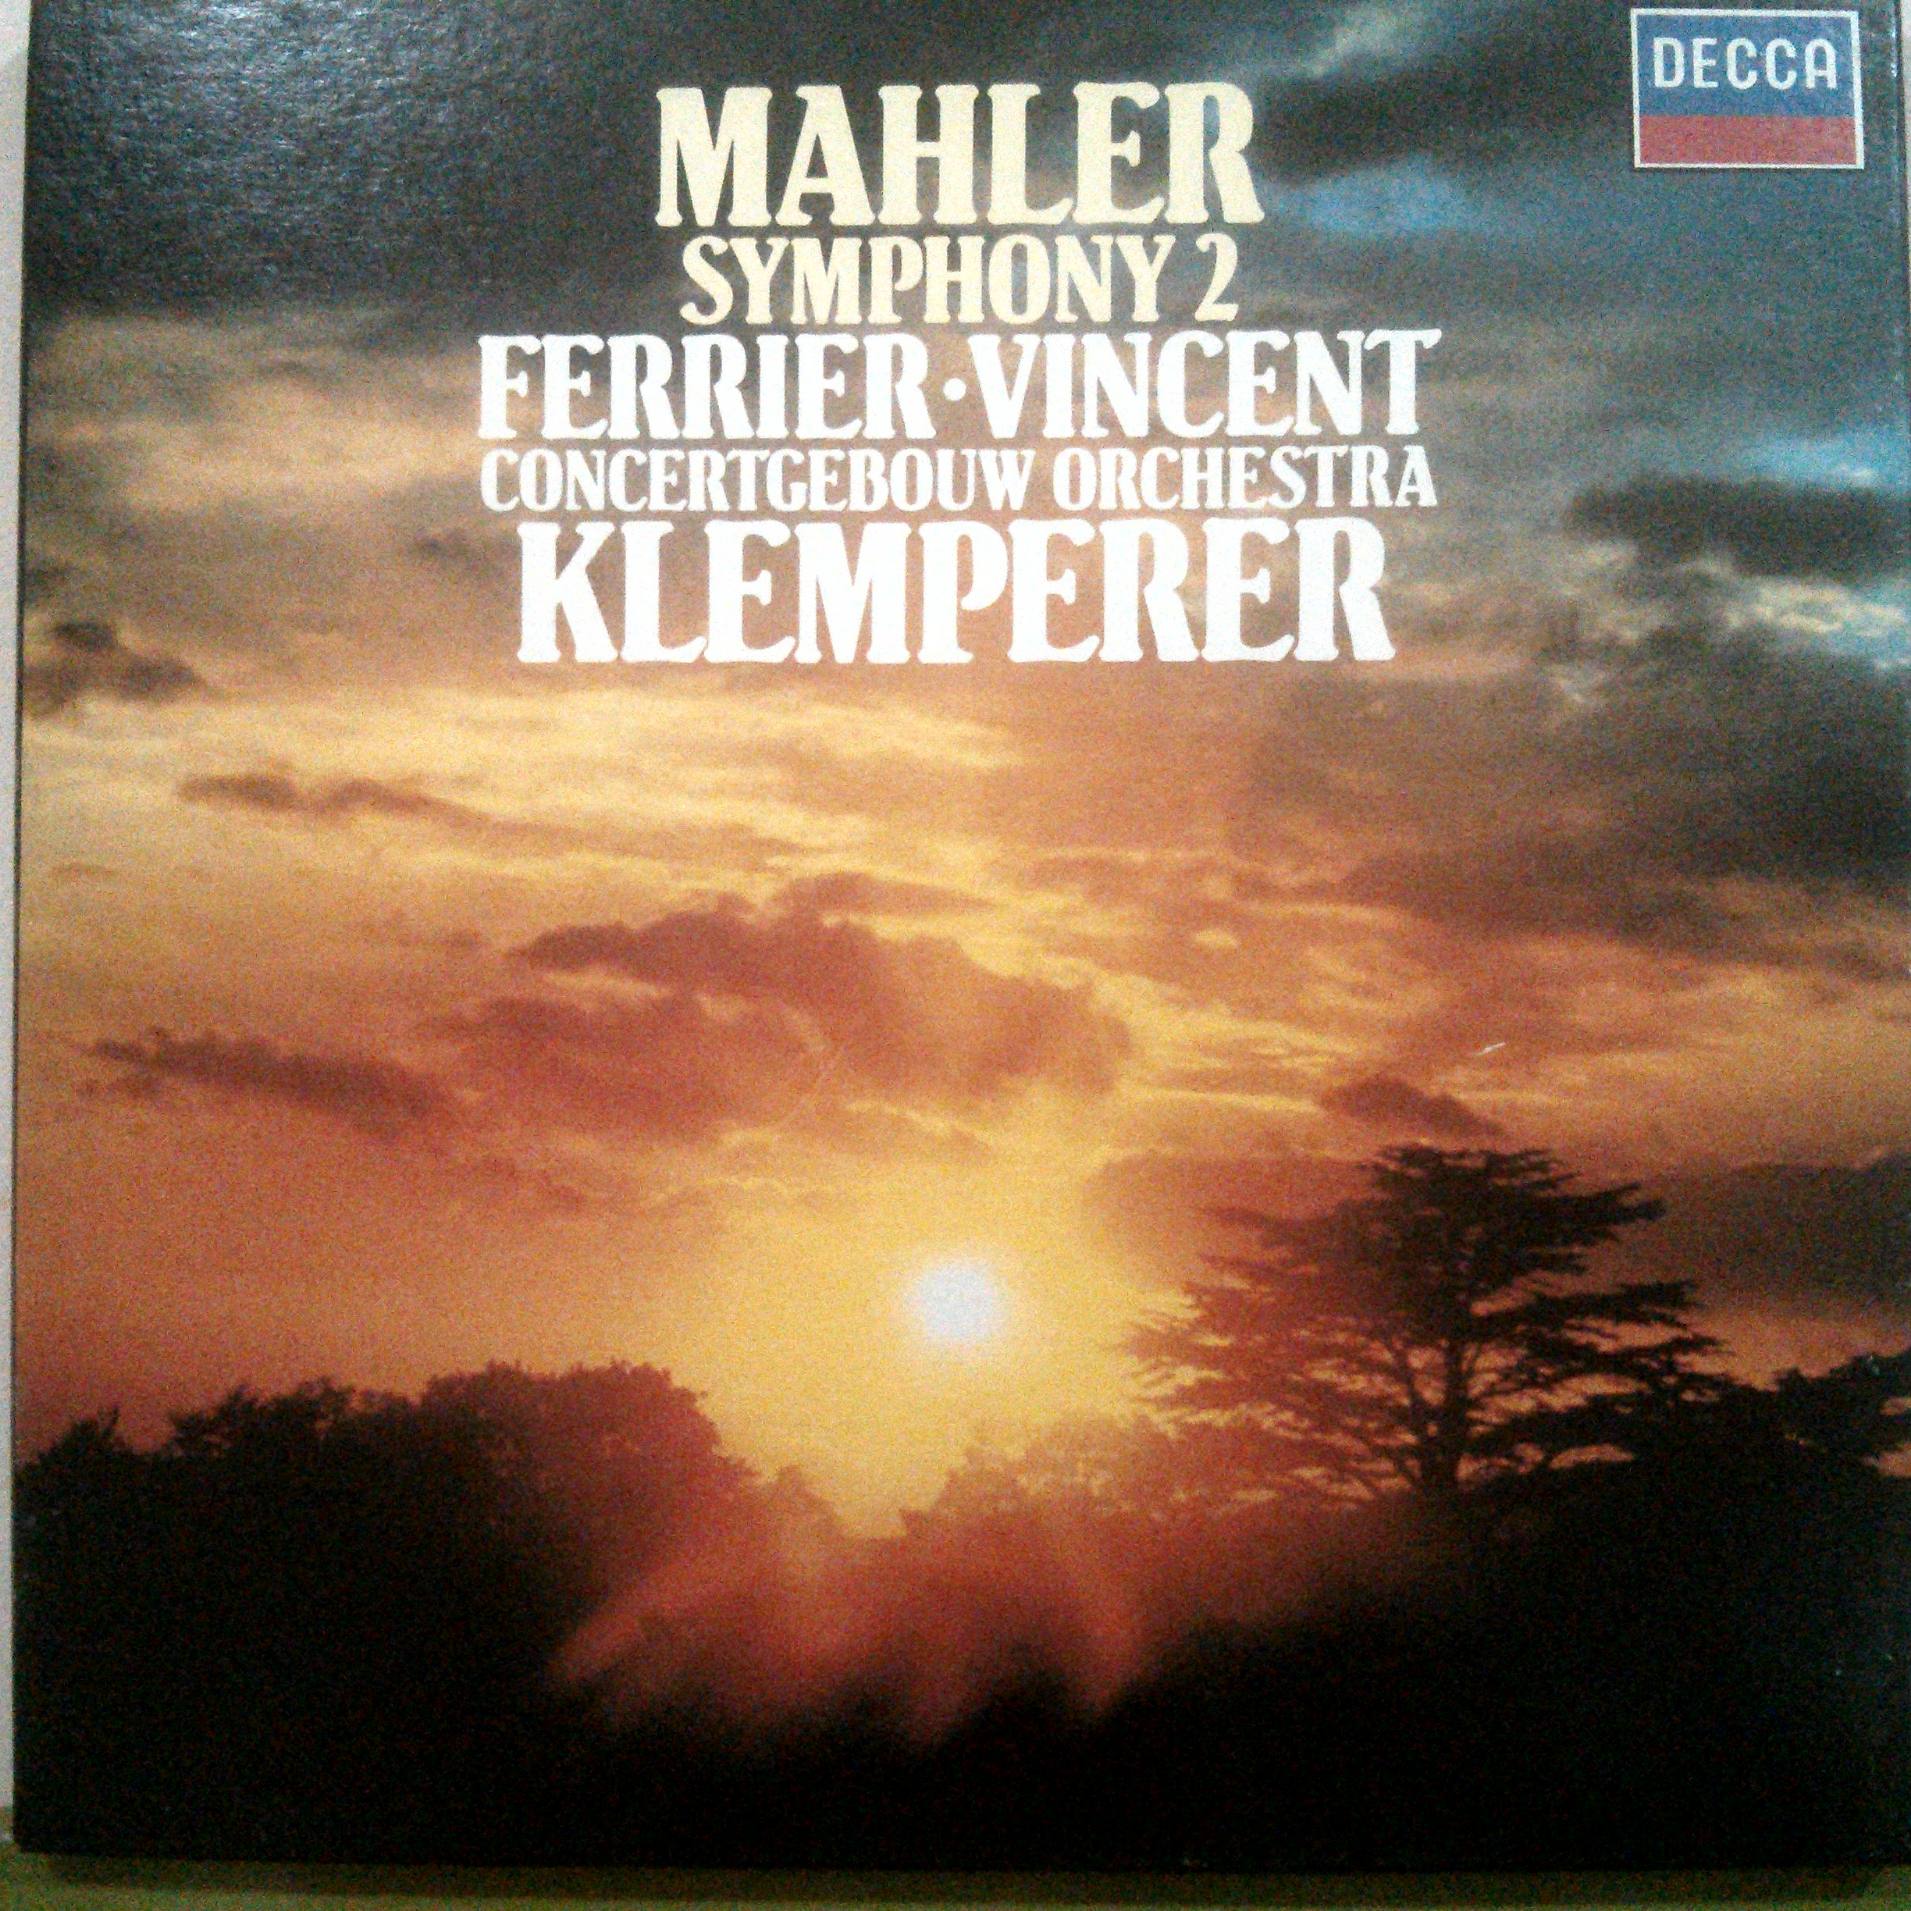 DECCA
MAHLER
SYMPHONY 2
FERRIER·VINCENT
CONCERTGEBOUW ORCHESTRA
KLEMPERER